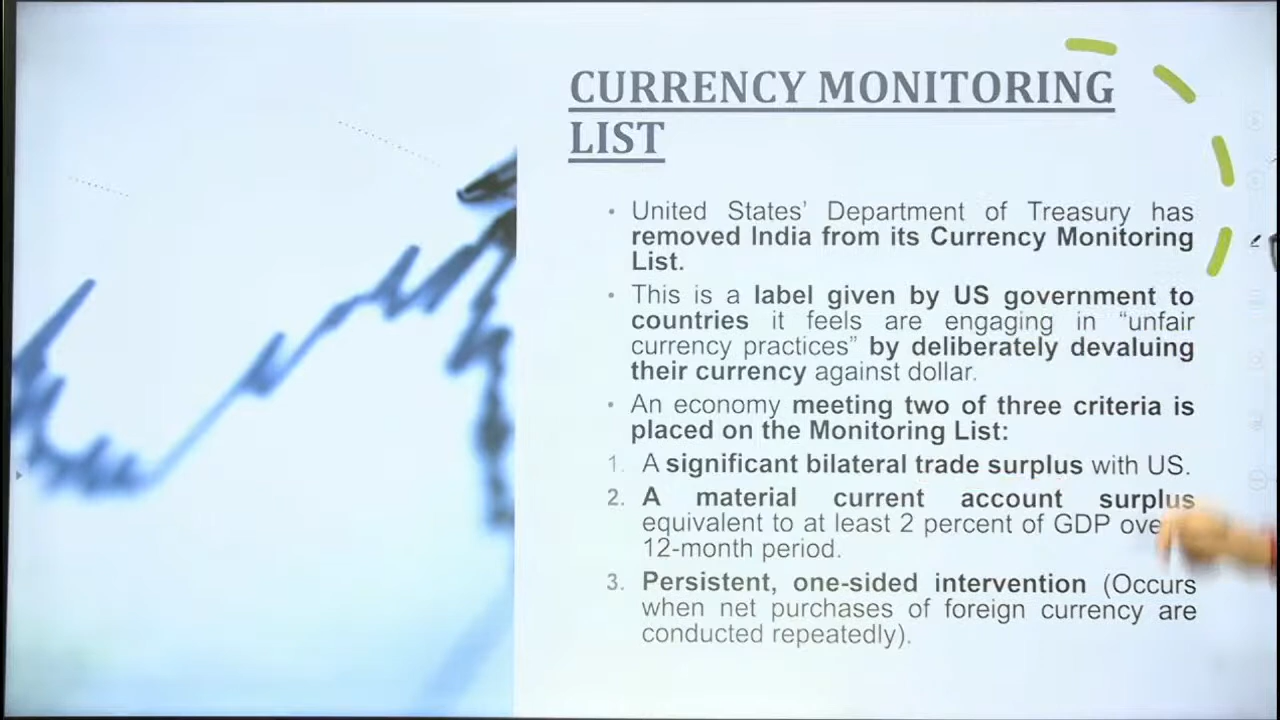 CURRENCY MONITORING
LIST
• United States’ Department of Treasury has
removed India from its Currency Monitoring
List.
• This is a label given by US government to
countries it feels are engaging in “unfair
currency practices” by deliberately devaluing
their currency against dollar.
• An economy meeting two of three criteria is
placed on the Monitoring List:
1. A significant bilateral trade surplus with US.
2. A material current account surplus
equivalent to at least 2 percent of GDP
12-month period.
3. Persistent, one-sided intervention (Occurs
when net purchases of foreign currency are
conducted repeatedly).